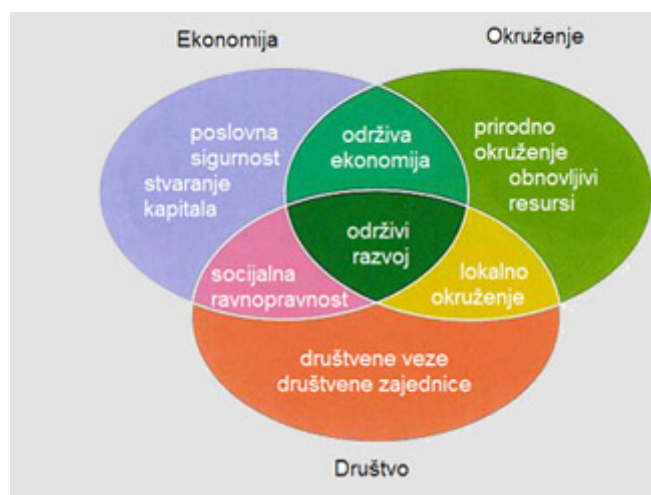 Ekonomija
Okruženje
poslovna
sigurnost
stvaranje
kapitala
održiva
ekonomija
prirodno
okruženje
obnovljivi
resursi
održivi
razvoj
socijalna
ravnopravnost
lokalno
okruženje
društvene veze
društvene zajednice
Društvo